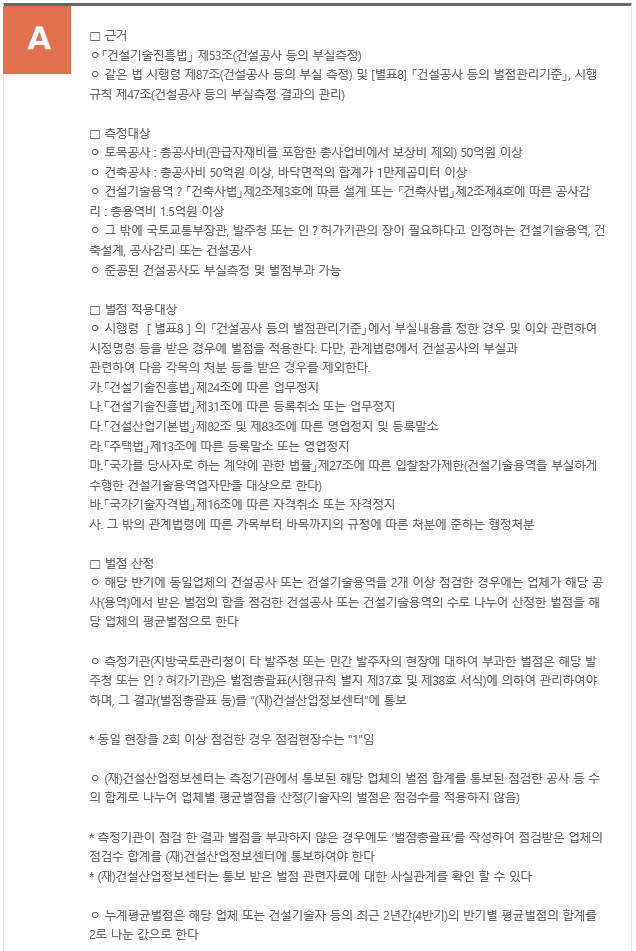 A
□ 근거
ㅇ「건설기술진흥법」 제53조(건설공사 등의 부실측정)
ㅇ 같은 법 시행령 제87조(건설공사 등의 부실 측정) 및 [별표8] 「건설공사 등의 벌점관리기준」, 시행
규칙 제47조(건설공사 등의 부실측정 결과의 관리)
□ 측정대상
ㅇ 토목공사 : 총공사비(관급자재비를 포함한 총사업비에서 보상비 제외) 50억원 이상
ㅇ 건축공사 : 총공사비 50억원 이상, 바닥면적의 합계가 1만제곱미터 이상
ㅇ 건설기술용역 ? 「건축사법」제2조제3호에 따른 설계 또는 「건축사법」제2조제4호에 따른 공사감
리 : 총용역비 1.5억원 이상
ㅇ 그 밖에 국토교통부장관, 발주청 또는 인 ? 허가기관의 장이 필요하다고 인정하는 건설기술용역, 건
축설계, 공사감리 또는 건설공사
ㅇ 준공된 건설공사도 부실측정 및 벌점부과 가능
□ 벌점 적용대상
ㅇ 시행령 [ 별표8 ] 의 「건설공사 등의 벌점관리기준」에서 부실내용을 정한 경우 및 이와 관련하여
시정명령 등을 받은 경우에 벌점을 적용한다. 다만, 관계법령에서 건설공사의 부실과
관련하여 다음 각목의 처분 등을 받은 경우를 제외한다.
가.「건설기술진흥법」제24조에 따른 업무정지
나.「건설기술진흥법」제31조에 따른 등록취소 또는 업무정지
다.「건설산업기본법」제82조 및 제83조에 따른 영업정지 및 등록말소
라.「주택법」제13조에 따른 등록말소 또는 영업정지
마.「국가를 당사자로 하는 계약에 관한 법률」제27조에 따른 입찰참가제한(건설기술용역을 부실하게
수행한 건설기술용역업자만을 대상으로 한다)
바.「국가기술자격법」제16조에 따른 자격취소 또는 자격정지
사. 그 밖의 관계법령에 따른 가목부터 바목까지의 규정에 따른 처분에 준하는 행정처분
□ 벌점 산정
ㅇ 해당 반기에 동일업체의 건설공사 또는 건설기술용역을 2개 이상 점검한 경우에는 업체가 해당 공
사(용역)에서 받은 벌점의 합을 점검한 건설공사 또는 건설기술용역의 수로 나누어 산정한 벌점을 해
당 업체의 평균벌점으로 한다
ㅇ 측정기관(지방국토관리청이 타 발주청 또는 민간 발주자의 현장에 대하여 부과한 벌점은 해당 발
주청 또는 인 ? 허가기관)은 벌점총괄표(시행규칙 별지 제37호 및 제38호 서식)에 의하여 관리하여야
하며, 그 결과(벌점총괄표 등)를 "(재)건설산업정보센터"에 통보
* 동일 현장을 2회 이상 점검한 경우 점검현장수는 "1"임
ㅇ (재)건설산업정보센터는 측정기관에서 통보된 해당 업체의 벌점 합계를 통보된 점검한 공사 등 수
의 합계로 나누어 업체별 평균벌점을 산정(기술자의 벌점은 점검수를 적용하지 않음)
* 측정기관이 점검 한 결과 벌점을 부과하지 않은 경우에도 '벌점총괄표'를 작성하여 점검받은 업체의
점검수 합계를 (재)건설산업정보센터에 통보하여야 한다
* (재)건설산업정보센터는 통보 받은 벌점 관련자료에 대한 사실관계를 확인 할 수 있다
ㅇ 누계평균벌점은 해당 업체 또는 건설기술자 등의 최근 2년간(4반기)의 반기별 평균벌점의 합계를
2로 나눈 값으로 한다